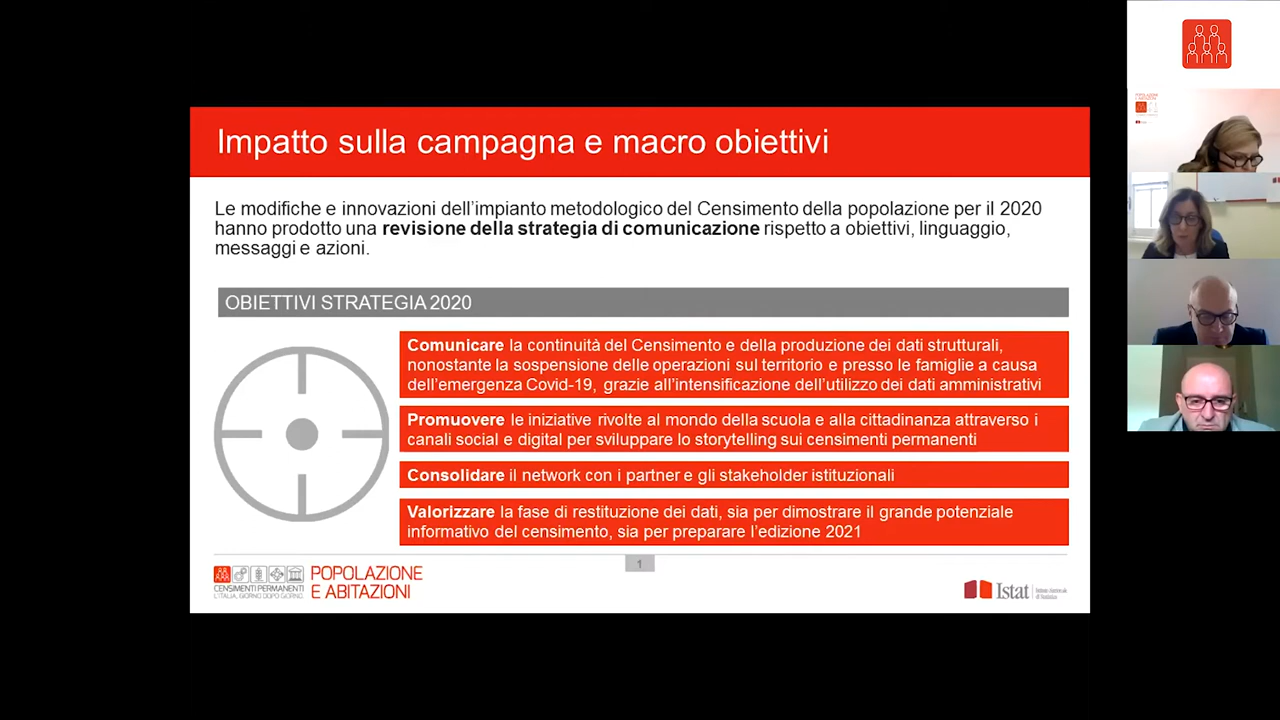 Impatto sulla campagna e macro obiettivi
Le modifiche e innovazioni dell'impianto metodologico del Censimento della popolazione per il 2020
hanno prodotto una revisione della strategia di comunicazione rispetto a obiettivi, linguaggio,
messaggi e azioni.
OBIETTIVI STRATEGIA 2020
Comunicare la continuità del Censimento e della produzione dei dati strutturali,
nonostante la sospensione delle operazioni sul territorio e presso le famiglie a causa
dell'emergenza Covid-19, grazie all'intensificazione dell'utilizzo dei dati amministrativi
Promuovere le iniziative rivolte al mondo della scuola e alla cittadinanza attraverso i
canali social e digital per sviluppare lo storytelling sui censimenti permanenti
Consolidare il network con i partner e gli stakeholder istituzionali
Valorizzare la fase di restituzione dei dati, sia per dimostrare il grande potenziale
informativo del censimento, sia per preparare l'edizione 2021
1
CENSIMENTI PERMANENTI
L'ITALIA, GIORNO DOPO GIORNO.
POPOLAZIONE
E ABITAZIONI
Istat